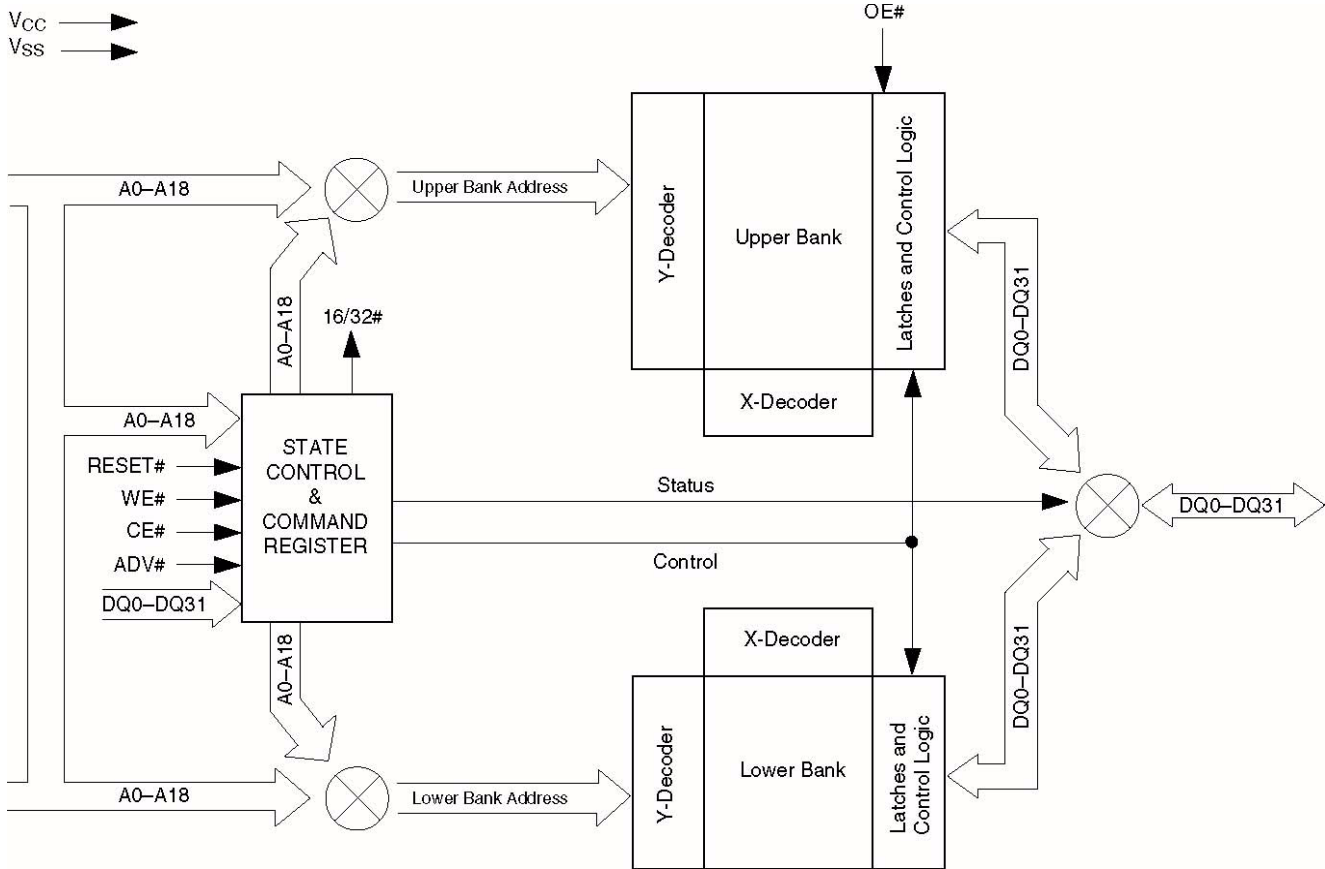 VCC
VSS
OE#
A0–A18
Upper Bank Address
Y-Decoder
Upper Bank
Latches and Control Logic
DQ0–DQ31
A0–A18
16/32#
X-Decoder
A0–A18
STATE
CONTROL
&
COMMAND
REGISTER
RESET#
WE#
CE#
ADV#
DQ0–DQ31
Status
Control
DQ0–DQ31
A0–A18
X-Decoder
DQ0–DQ31
A0–A18
Lower Bank Address
Y-Decoder
Lower Bank
Latches and
Control Logic